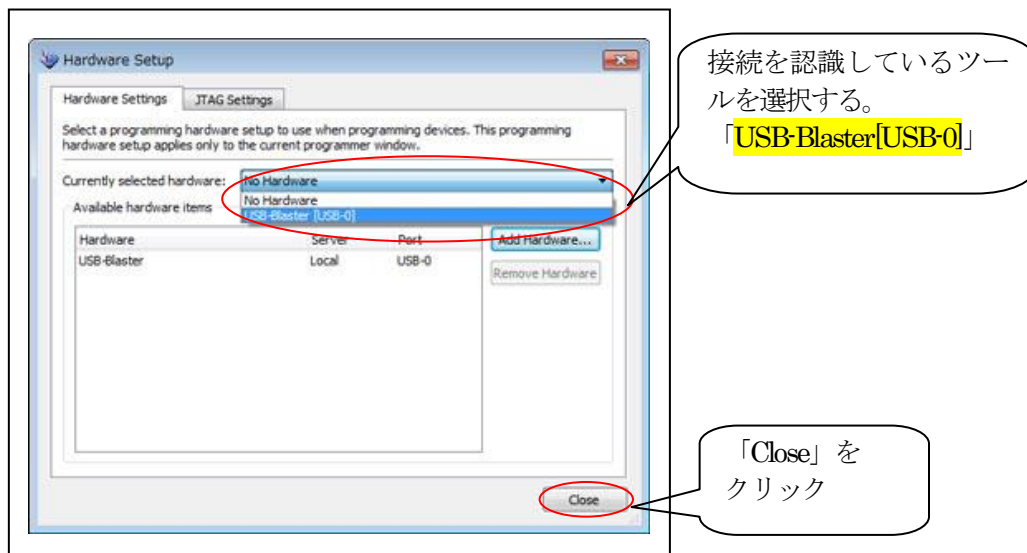 Hardware Setup
Hardware Settings
JTAG Settings
Select a programming hardware setup to use when programming devices. This programming
hardware setup applies only to the current programmer window.
Currently selected hardware:
No Hardware
No Hardware
USB-Blaster [USB-0]
Available hardware items
Hardware Server Port
USB-Blaster Local USB-0
Add Hardware...
Remove Hardware
Close
接続を認識しているツー
ルを選択する。
「USB-Blaster[USB-0]」
「Close」を
クリック